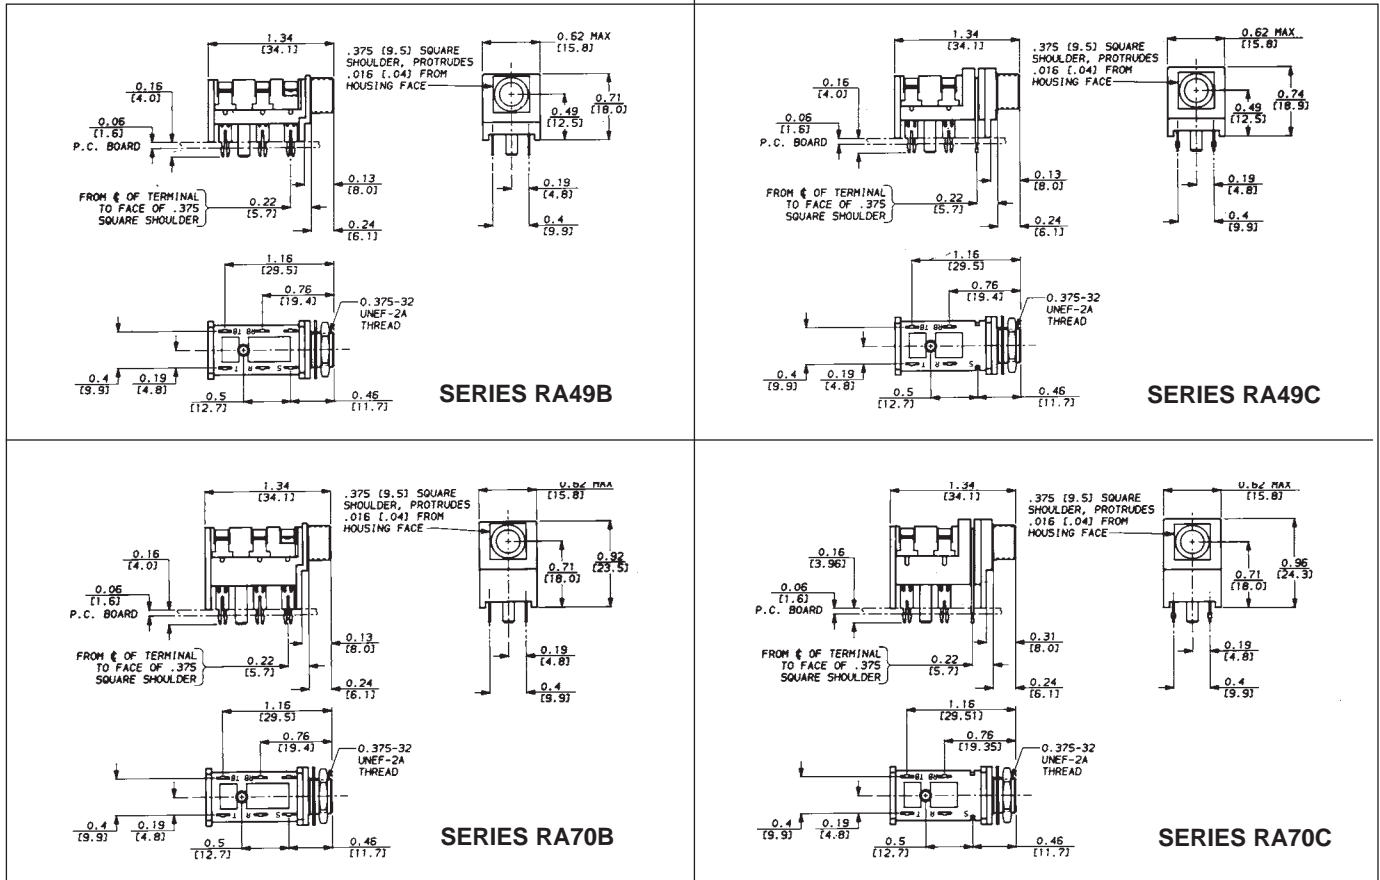 1.34
[34.1]
.375 [9.5] SQUARE
SHOULDER, PROTRUDES
.016 [.04] FROM
HOUSING FACE
0.62 MAX
[15.8]
0.16
[4.0]
0.06
[1.6]
P.C. BOARD
0.71
[18.0]
0.49
[12.5]
0.13
[8.0]
0.19
[4.8]
FROM ℄ OF TERMINAL
TO FACE OF .375
SQUARE SHOULDER
0.22
[5.7]
0.24
[6.1]
0.4
[9.9]
1.16
[29.5]
0.76
[19.4]
0.375-32
UNEF-2A
THREAD
TB RB
T R S
0.4
[9.9]
0.19
[4.8]
0.5
[12.7]
0.46
[11.7]
SERIES RA49B
1.34
[34.1]
.375 [9.5] SQUARE
SHOULDER, PROTRUDES
.016 [.04] FROM
HOUSING FACE
0.62 MAX
[15.8]
0.16
[4.0]
0.06
[1.6]
P.C. BOARD
0.74
[18.9]
0.49
[12.5]
0.13
[8.0]
0.19
[4.8]
FROM ℄ OF TERMINAL
TO FACE OF .375
SQUARE SHOULDER
0.22
[5.7]
0.24
[6.1]
0.4
[9.9]
1.16
[29.5]
0.76
[19.4]
0.375-32
UNEF-2A
THREAD
TB RB
T R S
0.4
[9.9]
0.19
[4.8]
0.5
[12.7]
0.46
[11.7]
SERIES RA49C
1.34
[34.1]
.375 [9.5] SQUARE
SHOULDER, PROTRUDES
.016 [.04] FROM
HOUSING FACE
0.62 MAX
[15.8]
0.16
[4.0]
0.06
[1.6]
P.C. BOARD
0.92
[23.5]
0.71
[18.0]
0.13
[8.0]
0.19
[4.8]
FROM ℄ OF TERMINAL
TO FACE OF .375
SQUARE SHOULDER
0.22
[5.7]
0.24
[6.1]
0.4
[9.9]
1.16
[29.5]
0.76
[19.4]
0.375-32
UNEF-2A
THREAD
TB RB
T R S
0.4
[9.9]
0.19
[4.8]
0.5
[12.7]
0.46
[11.7]
SERIES RA70B
1.34
[34.1]
.375 [9.5] SQUARE
SHOULDER, PROTRUDES
.016 [.04] FROM
HOUSING FACE
0.62 MAX
[15.8]
0.16
[3.96]
0.06
[1.6]
P.C. BOARD
0.96
[24.3]
0.71
[18.0]
0.31
[8.0]
0.19
[4.8]
FROM ℄ OF TERMINAL
TO FACE OF .375
SQUARE SHOULDER
0.22
[5.7]
0.24
[6.1]
0.4
[9.9]
1.16
[29.51]
0.76
[19.35]
0.375-32
UNEF-2A
THREAD
TB RB
T R S
0.4
[9.9]
0.19
[4.8]
0.5
[12.7]
0.46
[11.7]
SERIES RA70C